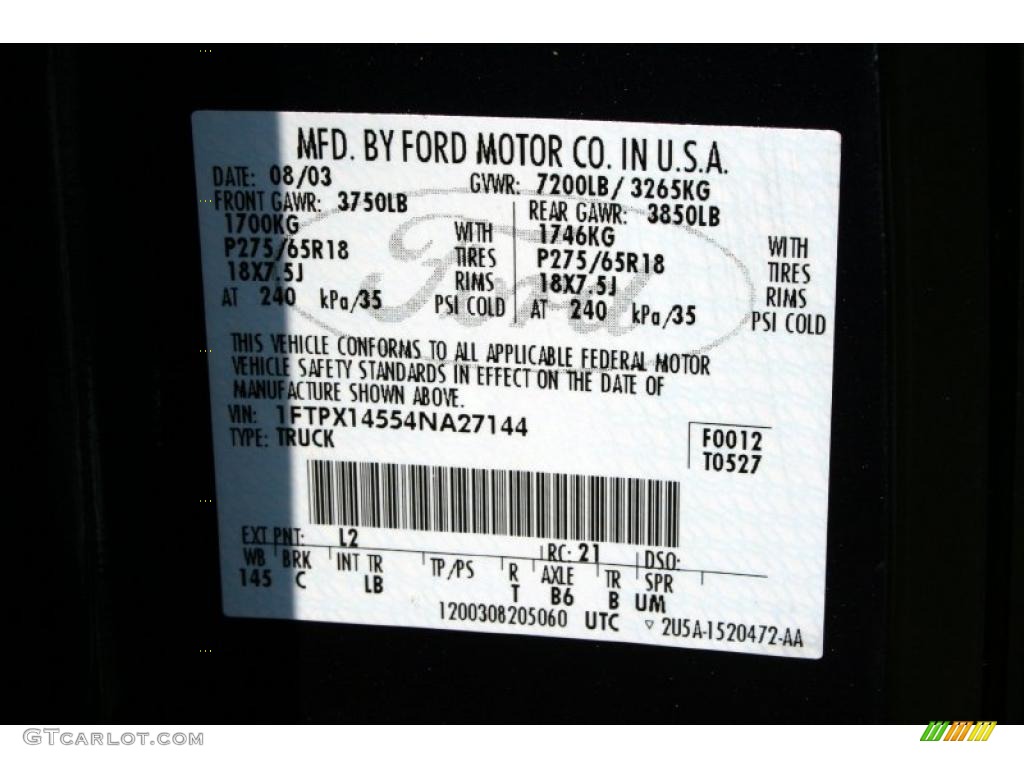 MFD. BY FORD MOTOR CO. IN U.S.A.
DATE: 08/03 GVWR: 7200LB/ 3265KG
FRONT GAWR: 3750LB REAR GAWR: 3850LB
1700KG WITH 1746KG WITH
P275/65R18 TIRES P275/65R18 TIRES
18X7.5J RIMS 18X7.5J RIMS
AT 240 kPa/35 PSI COLD AT 240 kPa/35 PSI COLD
Ford
THIS VEHICLE CONFORMS TO ALL APPLICABLE FEDERAL MOTOR
VEHICLE SAFETY STANDARDS IN EFFECT ON THE DATE OF
MANUFACTURE SHOWN ABOVE.
VIN: 1FTPX14554NA27144 F0012
TYPE: TRUCK T0527
EXT PNT: L2 RC: 21 DSO:
WB BRK INT TR TP/PS R AXLE TR SPR
145 C LB T B6 B UM
1200308205060 UTC ▽ 2U5A-1520472-AA
GTCARLOT.COM